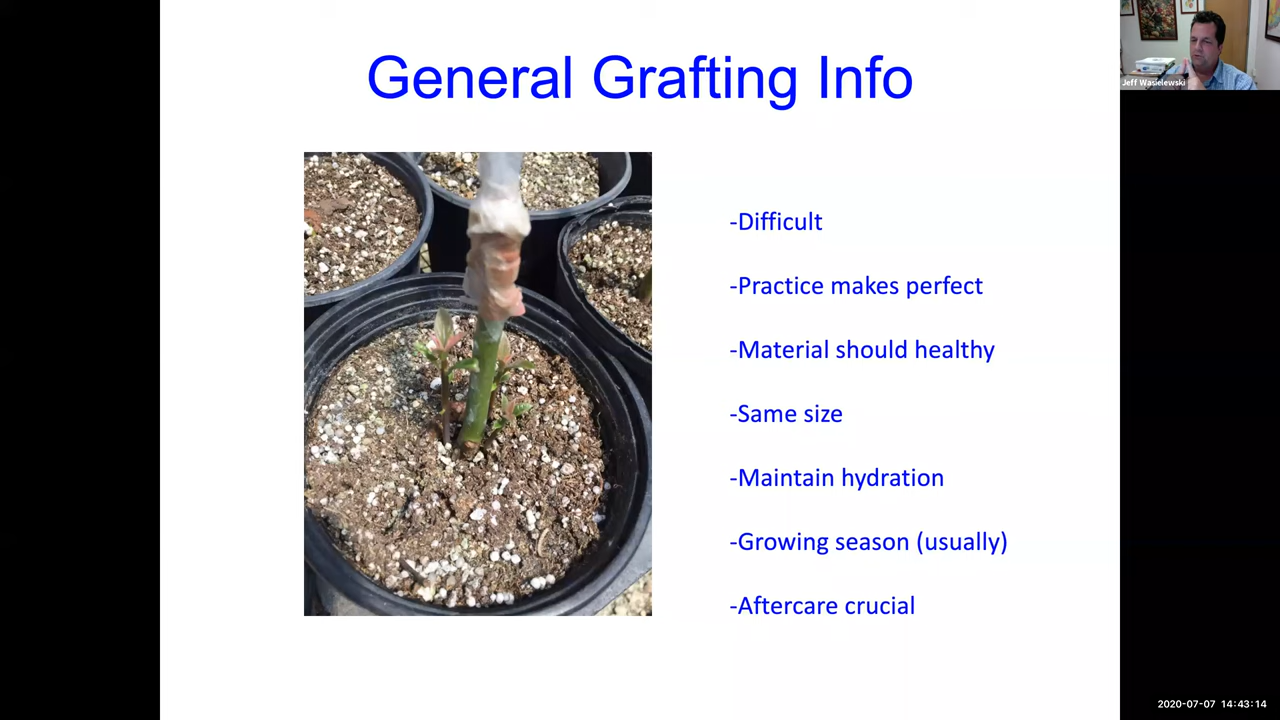 General Grafting Info
Jeff Wasielewski
-Difficult
-Practice makes perfect
-Material should healthy
-Same size
-Maintain hydration
-Growing season (usually)
-Aftercare crucial
2020-07-07 14:43:14